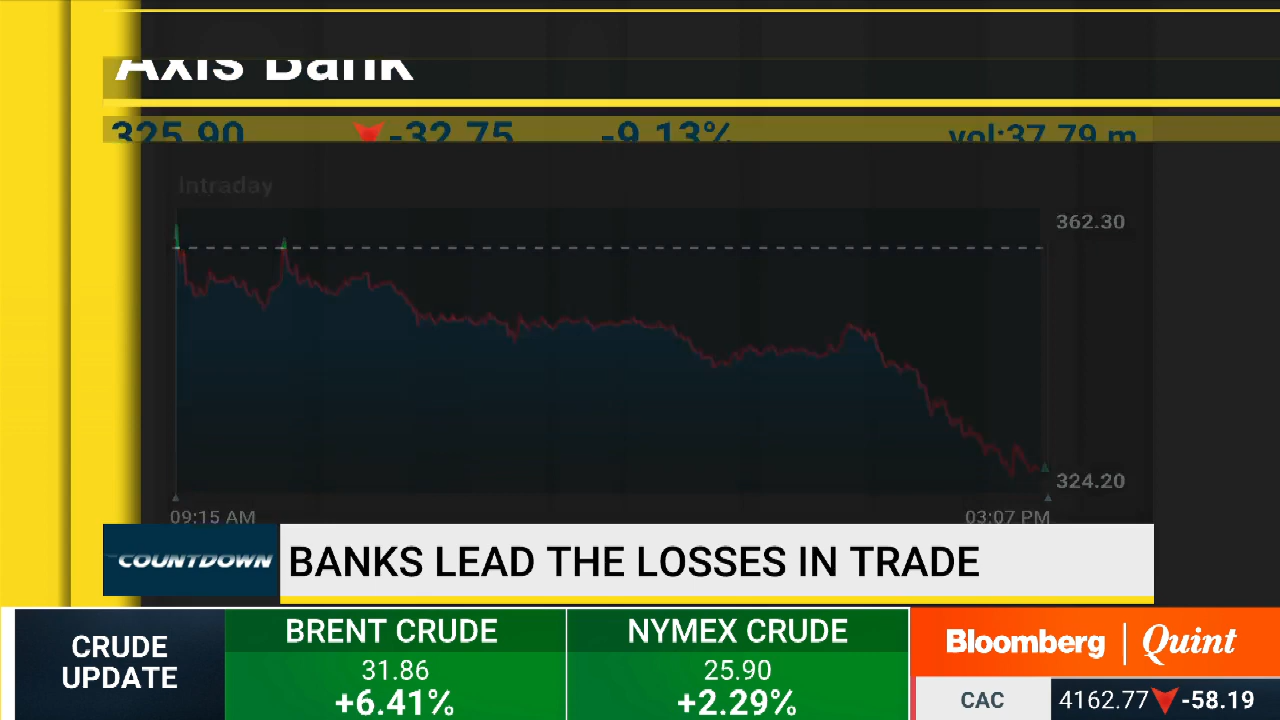 Axis Bank
325.90 -32.75 -9.13% vol:37.79 m
Intraday
362.30
324.20
09:15 AM 03:07 PM
COUNTDOWN
BANKS LEAD THE LOSSES IN TRADE
CRUDE
UPDATE
BRENT CRUDE
31.86
+6.41%
NYMEX CRUDE
25.90
+2.29%
Bloomberg | Quint
CAC 4162.77 -58.19